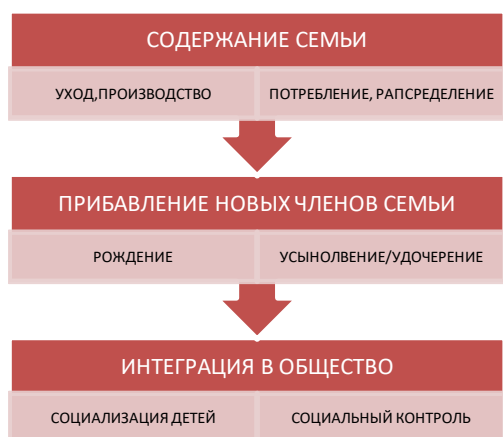 СОДЕРЖАНИЕ СЕМЬИ
УХОД,ПРОИЗВОДСТВО
ПОТРЕБЛЕНИЕ, РАПСРЕДЕЛЕНИЕ
ПРИБАВЛЕНИЕ НОВЫХ ЧЛЕНОВ СЕМЬИ
РОЖДЕНИЕ
УСЫНОЛВЕНИЕ/УДОЧЕРЕНИЕ
ИНТЕГРАЦИЯ В ОБЩЕСТВО
СОЦИАЛИЗАЦИЯ ДЕТЕЙ
СОЦИАЛЬНЫЙ КОНТРОЛЬ